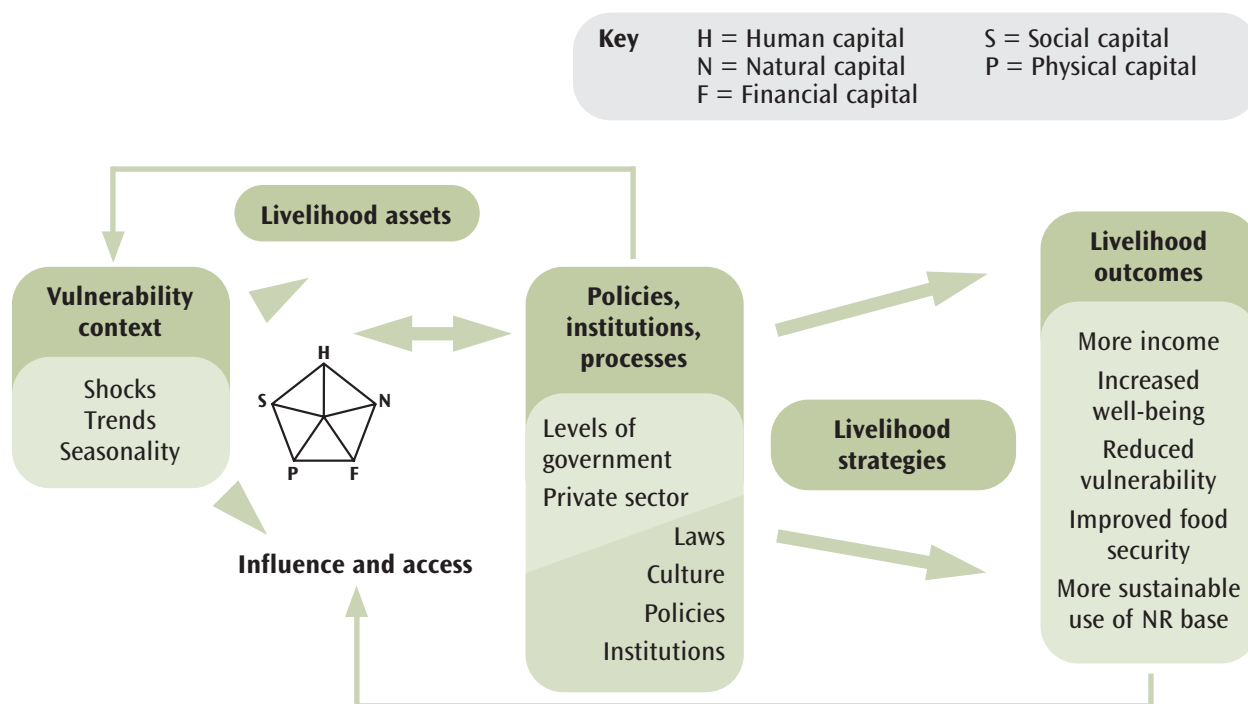 Key
H = Human capital
N = Natural capital
F = Financial capital
S = Social capital
P = Physical capital
Livelihood assets
Vulnerability
context
Shocks
Trends
Seasonality
H
S
N
P
F
Influence and access
Policies,
institutions,
processes
Levels of
government
Private sector
Laws
Culture
Policies
Institutions
Livelihood
strategies
Livelihood
outcomes
More income
Increased
well-being
Reduced
vulnerability
Improved food
security
More sustainable
use of NR base